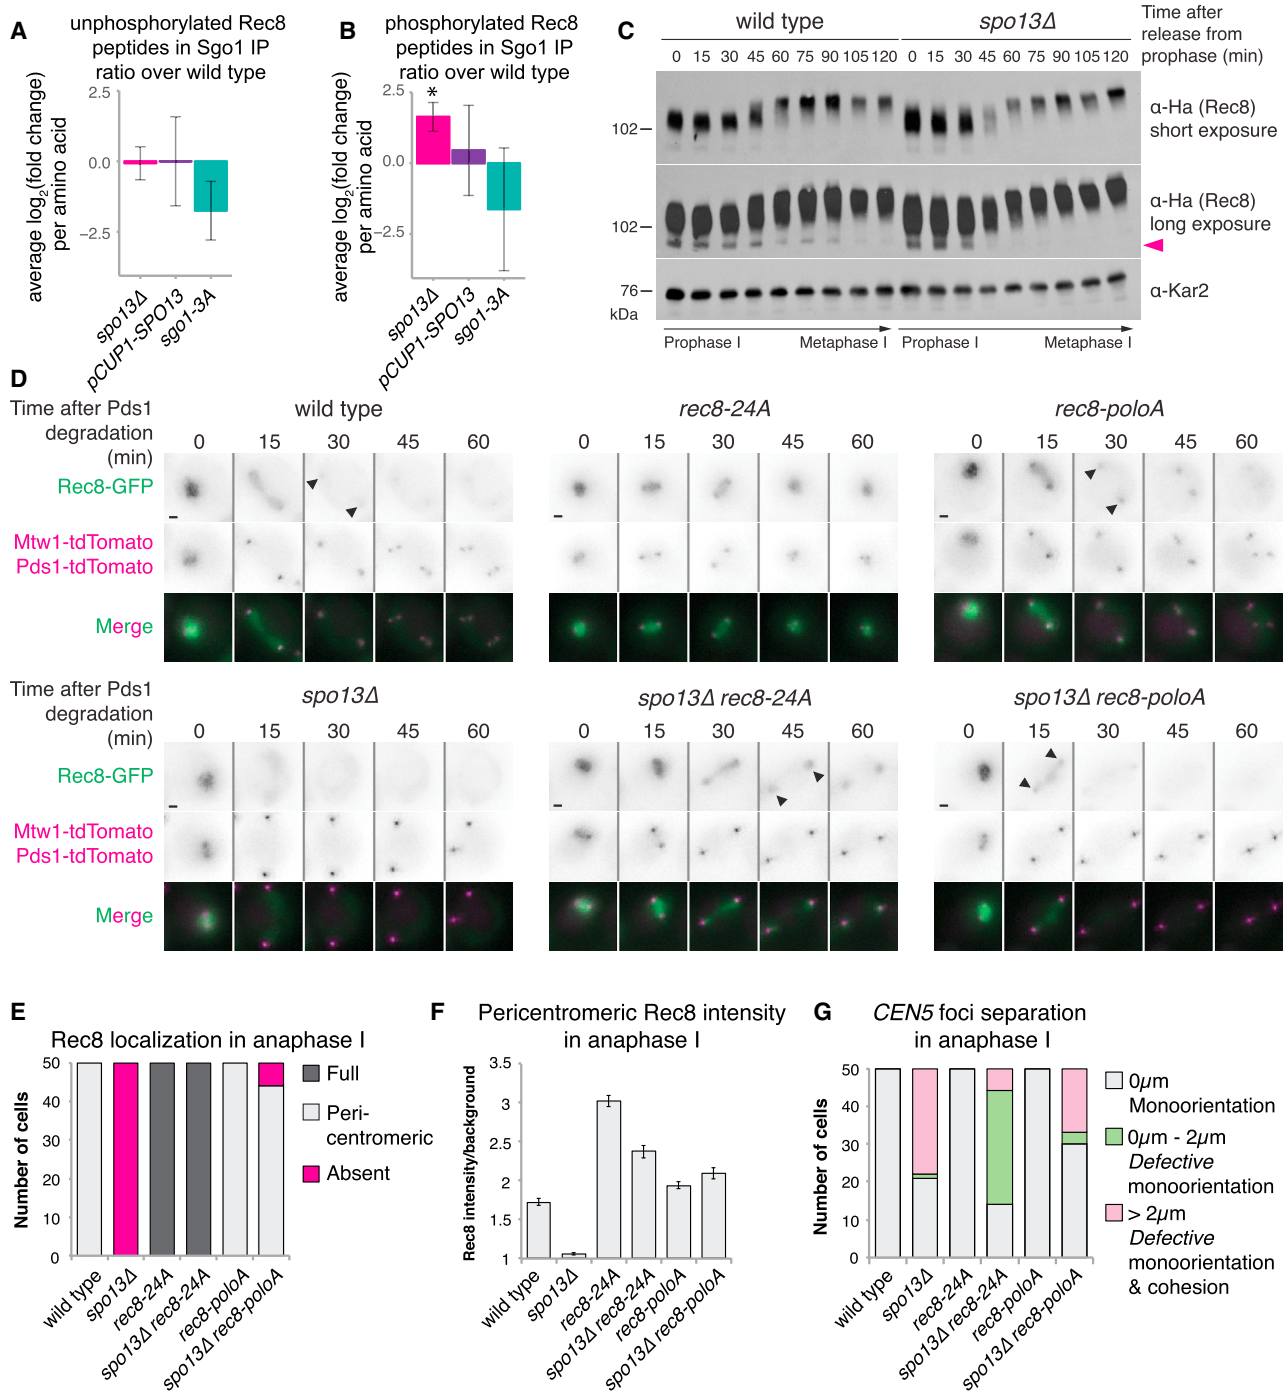 A
unphosphorylated Rec8
peptides in Sgo1 IP
ratio over wild type
average log2(fold change)
per amino acid
2.5
0.0
−2.5
spo13Δ
pCUP1-SPO13
sgo1-3A
B
phosphorylated Rec8
peptides in Sgo1 IP
ratio over wild type
average log2(fold change)
per amino acid
2.5
0.0
−2.5
*
spo13Δ
pCUP1-SPO13
sgo1-3A
C
wild type
spo13Δ
Time after
release from
prophase (min)
0 15 30 45 60 75 90 105 120 0 15 30 45 60 75 90 105 120
102
α-Ha (Rec8)
short exposure
102
α-Ha (Rec8)
long exposure
76
kDa
α-Kar2
Prophase I Metaphase I Prophase I Metaphase I
D
Time after Pds1
degradation
(min)
wild type
0 15 30 45 60
rec8-24A
0 15 30 45 60
rec8-poloA
0 15 30 45 60
Rec8-GFP
Mtw1-tdTomato
Pds1-tdTomato
Merge
Time after Pds1
degradation
(min)
spo13Δ
0 15 30 45 60
spo13Δ rec8-24A
0 15 30 45 60
spo13Δ rec8-poloA
0 15 30 45 60
Rec8-GFP
Mtw1-tdTomato
Pds1-tdTomato
Merge
E
Rec8 localization in anaphase I
Number of cells
50
40
30
20
10
0
wild type
spo13Δ
rec8-24A
spo13Δ rec8-24A
rec8-poloA
spo13Δ rec8-poloA
Full
Peri-
centromeric
Absent
F
Pericentromeric Rec8 intensity
in anaphase I
Rec8 intensity/background
3.5
3
2.5
2
1.5
1
wild type
spo13Δ
rec8-24A
spo13Δ rec8-24A
rec8-poloA
spo13Δ rec8-poloA
G
CEN5 foci separation
in anaphase I
Number of cells
50
40
30
20
10
0
wild type
spo13Δ
rec8-24A
spo13Δ rec8-24A
rec8-poloA
spo13Δ rec8-poloA
0µm
Monoorientation
0µm - 2µm
Defective
monoorientation
> 2µm
Defective
monoorientation
& cohesion